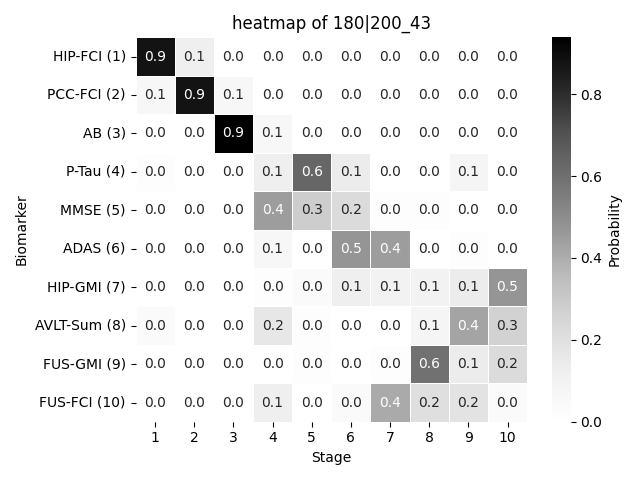 heatmap of 180|200_43
HIP-FCI (1) 0.9 0.1 0.0 0.0 0.0 0.0 0.0 0.0 0.0 0.0
PCC-FCI (2) 0.1 0.9 0.1 0.0 0.0 0.0 0.0 0.0 0.0 0.0
AB (3) 0.0 0.0 0.9 0.1 0.0 0.0 0.0 0.0 0.0 0.0
P-Tau (4) 0.0 0.0 0.0 0.1 0.6 0.1 0.0 0.0 0.1 0.0
MMSE (5) 0.0 0.0 0.0 0.4 0.3 0.2 0.0 0.0 0.0 0.0
ADAS (6) 0.0 0.0 0.0 0.1 0.0 0.5 0.4 0.0 0.0 0.0
HIP-GMI (7) 0.0 0.0 0.0 0.0 0.0 0.1 0.1 0.1 0.1 0.5
AVLT-Sum (8) 0.0 0.0 0.0 0.2 0.0 0.0 0.0 0.1 0.4 0.3
FUS-GMI (9) 0.0 0.0 0.0 0.0 0.0 0.0 0.0 0.6 0.1 0.2
FUS-FCI (10) 0.0 0.0 0.0 0.1 0.0 0.0 0.4 0.2 0.2 0.0
1 2 3 4 5 6 7 8 9 10
Stage
Biomarker
0.8
0.6
0.4
0.2
0.0
Probability